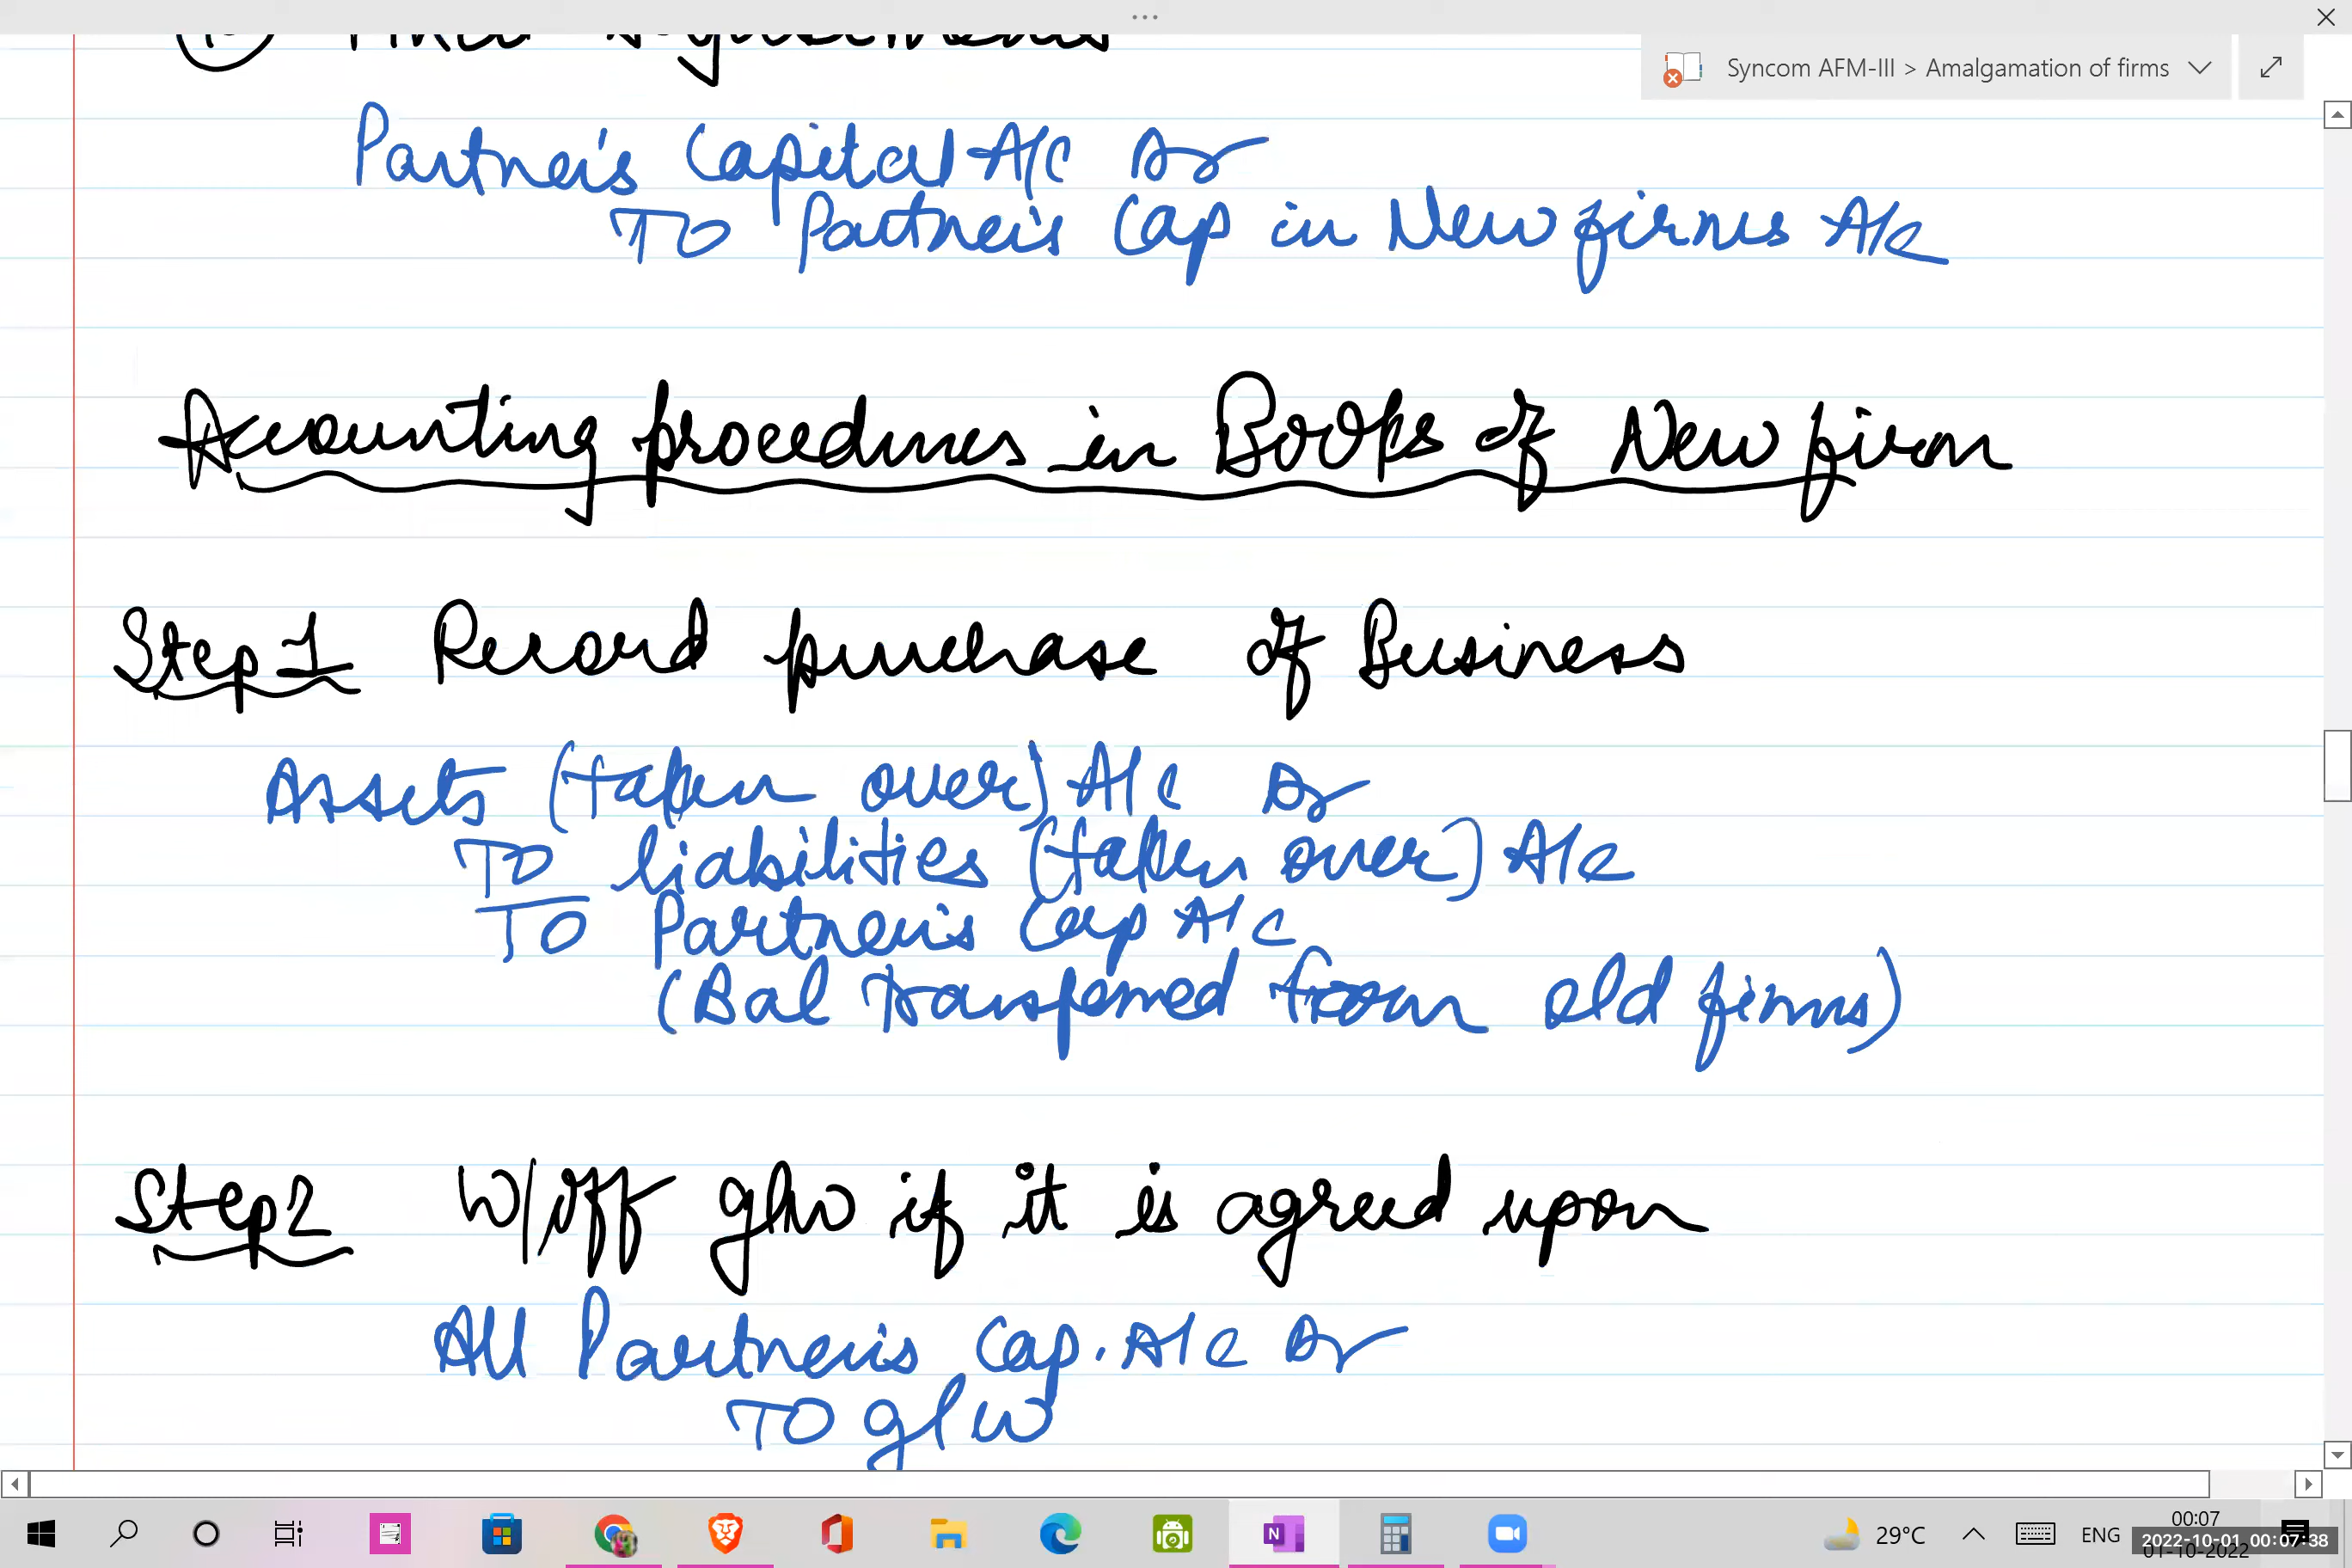 Syncom AFM-III > Amalgamation of firms
Partner's Capital A/c Dr
To Partner's Cap in New firms A/c
Accounting procedures in Books of New firm
Step 1 Record purchase of Business
Assets (taken over) A/c Dr
To liabilities (taken over) A/c
To Partner's Cap A/c
(Bal transferred from old firms)
Step 2 W/off g/w if it is agreed upon
All Partner's Cap. A/c Dr
To g/w
29°C
ENG
00:07
2022-10-01 00:07:38
01-10-2022